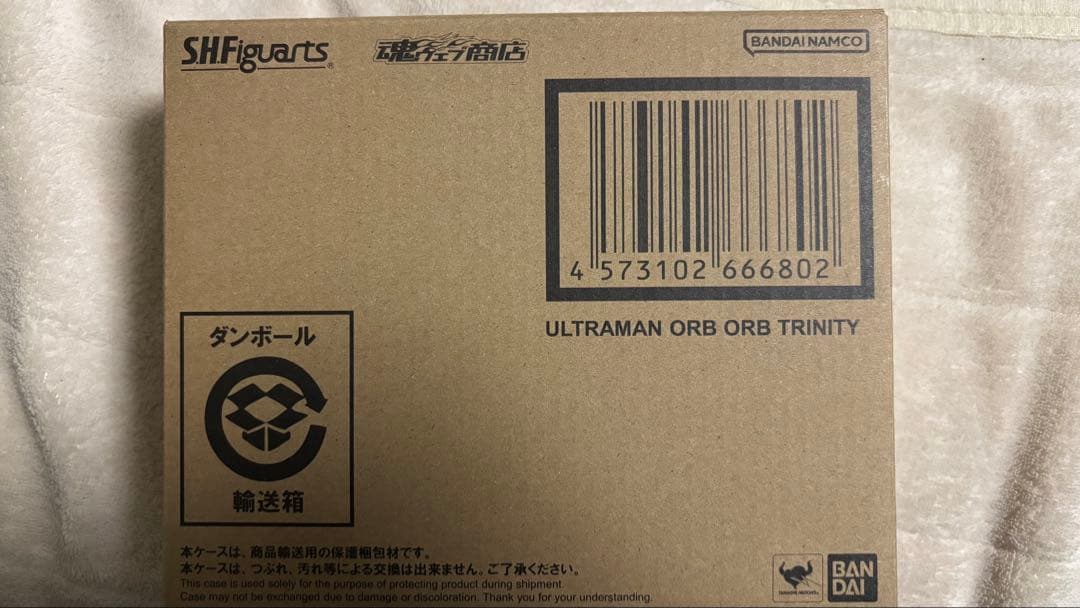 S.H.Figuarts®
魂ウェブ商店
BANDAI NAMCO
4 573102 666802
ULTRAMAN ORB ORB TRINITY
ダンボール
輸送箱
本ケースは、商品輸送用の保護梱包材です。
本ケースは、つぶれ、汚れ等による交換は出来ません。ご了承ください。
This case is used solely for the purpose of protecting product during shipment.
Case may not be exchanged due to damage or discoloration. Thank you for your understanding.
BAN
DAI